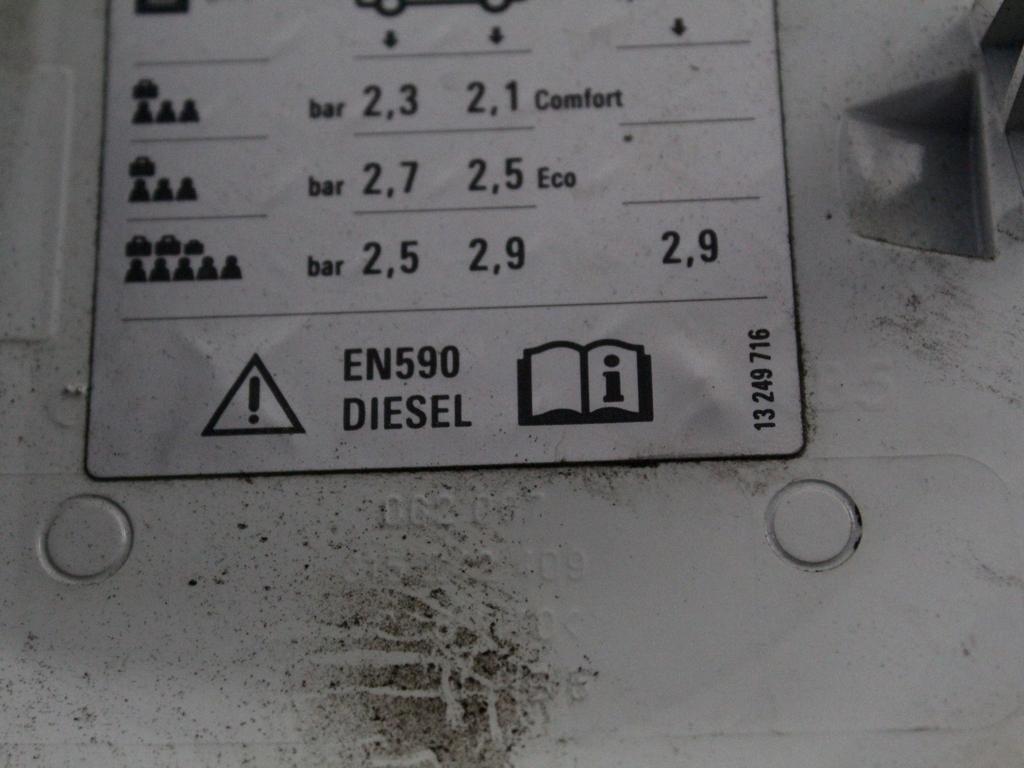 bar 2,3 2,1 Comfort
bar 2,7 2,5 Eco
bar 2,5 2,9 2,9
EN590
DIESEL
13 249 716